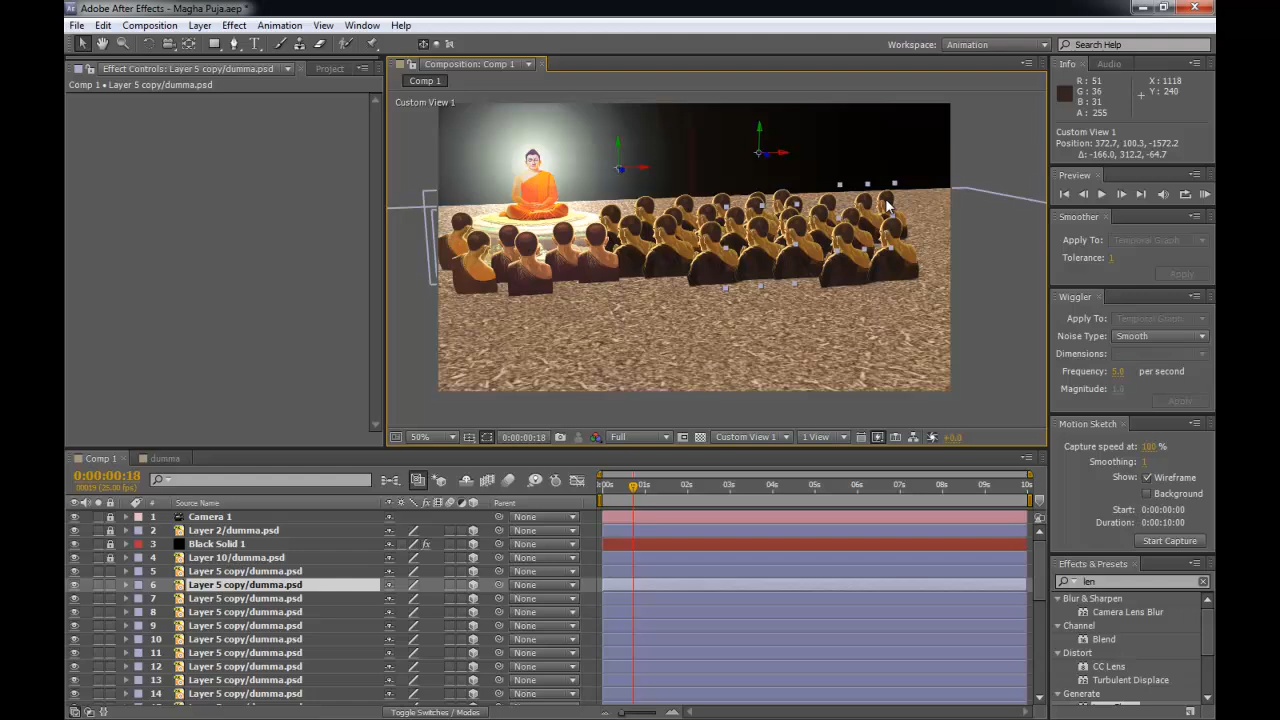 Adobe After Effects - Magha Puja.aep *
File Edit Composition Layer Effect Animation View Window Help
Workspace: Animation Search Help
Effect Controls: Layer 5 copy/dumma.psd Project
Comp 1 • Layer 5 copy/dumma.psd
Composition: Comp 1
Comp 1
Custom View 1
50% 0:00:00:18 Full Custom View 1 1 View +0.0
Info Audio
R: 51 X: 1118
G: 36 Y: 240
B: 31
A: 255
Custom View 1
Position: 372.7, 100.3, -1572.2
Δ: -166.0, 312.2, -64.7
Preview
Smoother
Apply To: Temporal Graph
Tolerance: 1
Apply
Wiggler
Apply To: Temporal Graph
Noise Type: Smooth
Dimensions:
Frequency: 5.0 per second
Magnitude: 1.0
Apply
Motion Sketch
Capture speed at: 100 %
Smoothing: 1
Show: Wireframe
Background
Start: 0:00:00:00
Duration: 0:00:10:00
Start Capture
Effects & Presets
len
Blur & Sharpen
Camera Lens Blur
Channel
Blend
Distort
CC Lens
Turbulent Displace
Generate
Comp 1 dumma
0:00:00:18
00019 (25.00 fps)
# Source Name Parent
:00s 01s 02s 03s 04s 05s 06s 07s 08s 09s 10s
1 Camera 1 None
2 Layer 2/dumma.psd None
3 Black Solid 1 None
4 Layer 10/dumma.psd None
5 Layer 5 copy/dumma.psd None
6 Layer 5 copy/dumma.psd None
7 Layer 5 copy/dumma.psd None
8 Layer 5 copy/dumma.psd None
9 Layer 5 copy/dumma.psd None
10 Layer 5 copy/dumma.psd None
11 Layer 5 copy/dumma.psd None
12 Layer 5 copy/dumma.psd None
13 Layer 5 copy/dumma.psd None
14 Layer 5 copy/dumma.psd None
Toggle Switches / Modes